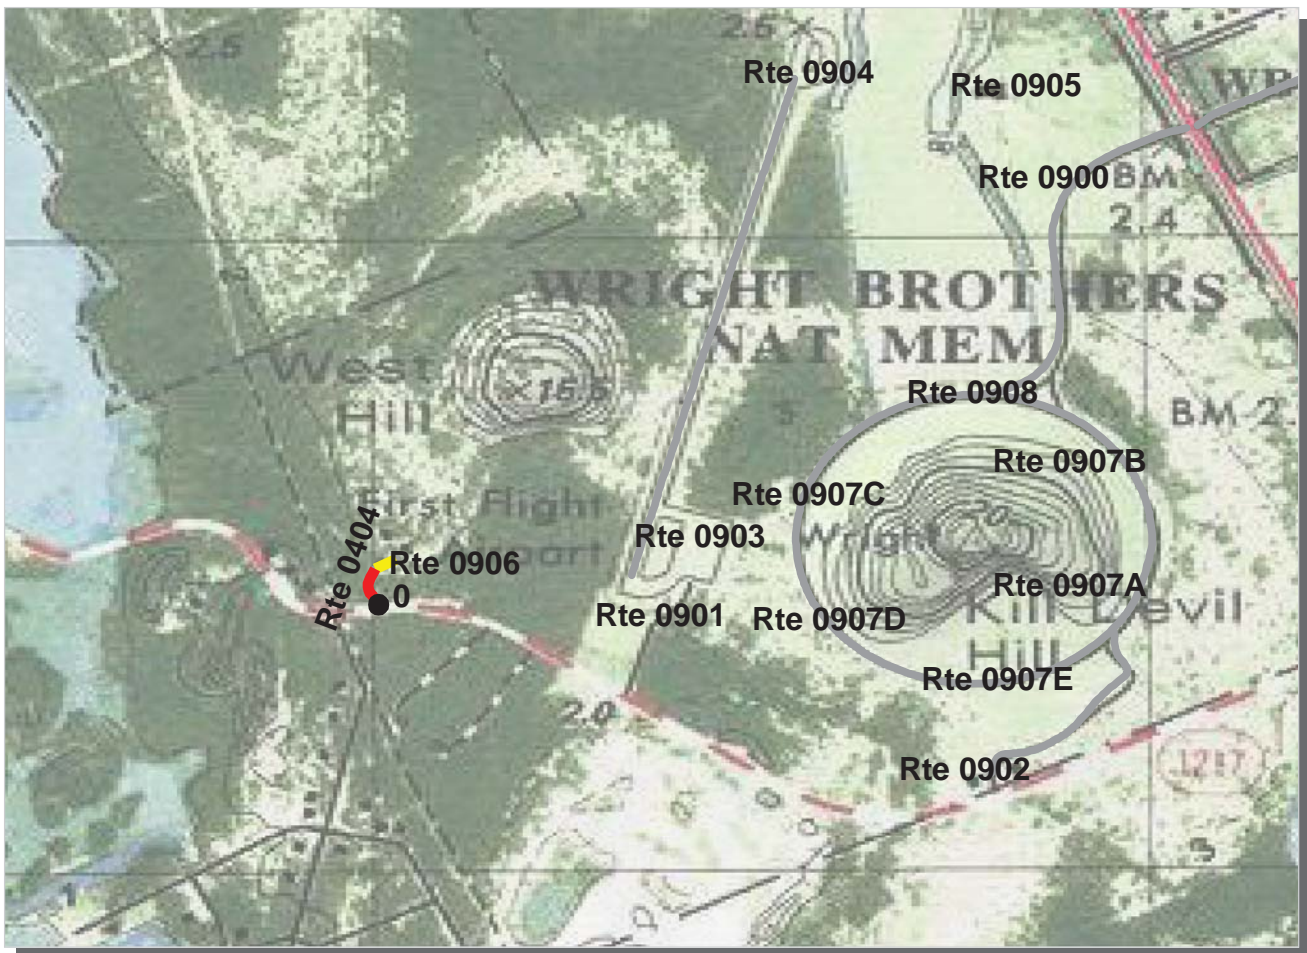 2.5
2.5
Rte 0904
Rte 0905
WR
Rte 0900
BM
2.4
WRIGHT BROTHERS
NAT MEM
West
Hill
×15.5
Rte 0908
BM 2.
Rte 0907B
Rte 0907C
First Flight
Airport
Rte 0903
Wright
Rte 0404
Rte 0906
0
Rte 0907A
Rte 0901
Rte 0907D
Kill Devil
Hill
Rte 0907E
2.0
Rte 0902
1217